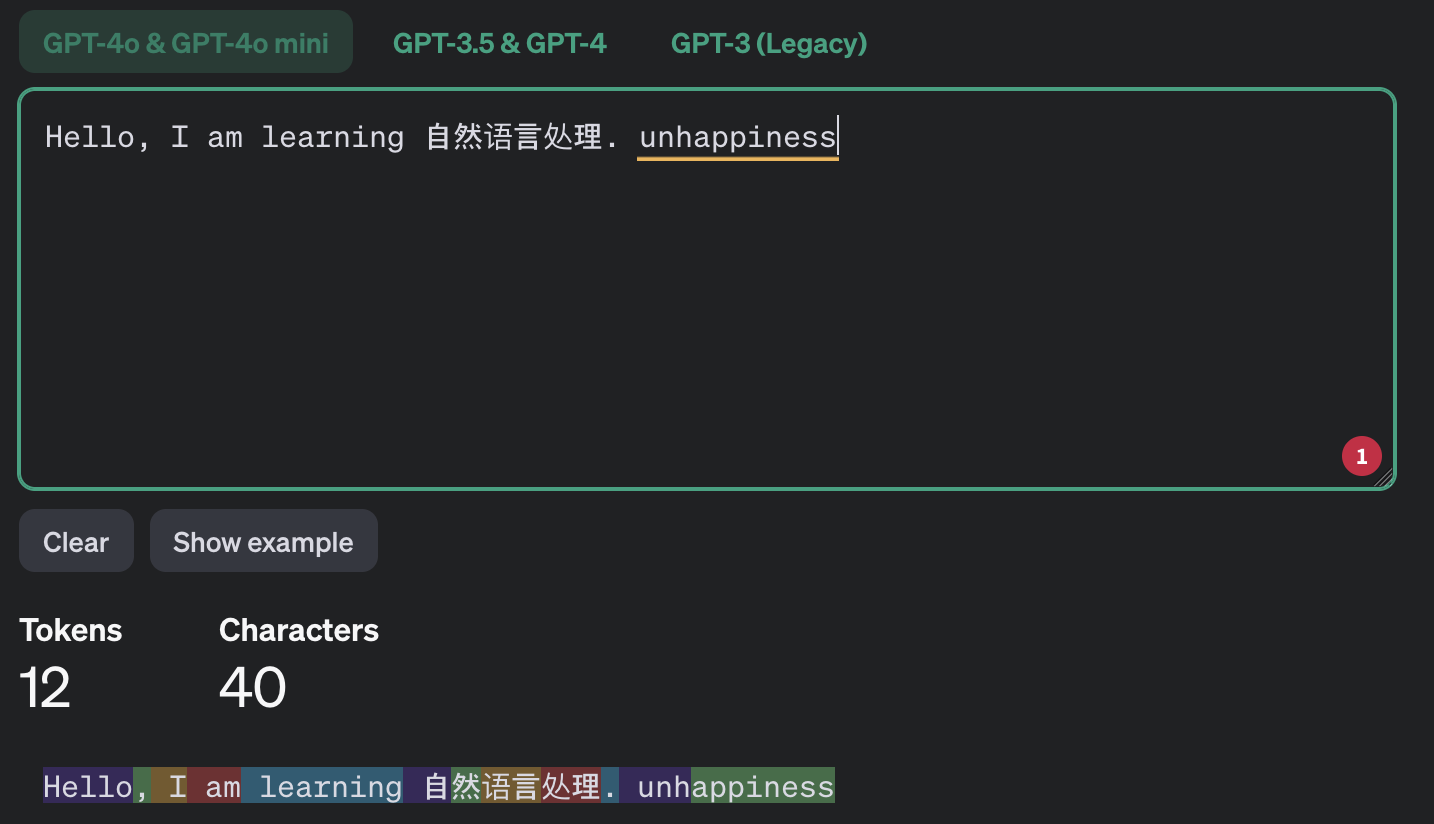 GPT-4o & GPT-4o mini GPT-3.5 & GPT-4 GPT-3 (Legacy)
Hello, I am learning 自然语言处理. unhappiness
1
Clear Show example
Tokens Characters
12 40
Hello, I am learning 自然语言处理. unhappiness